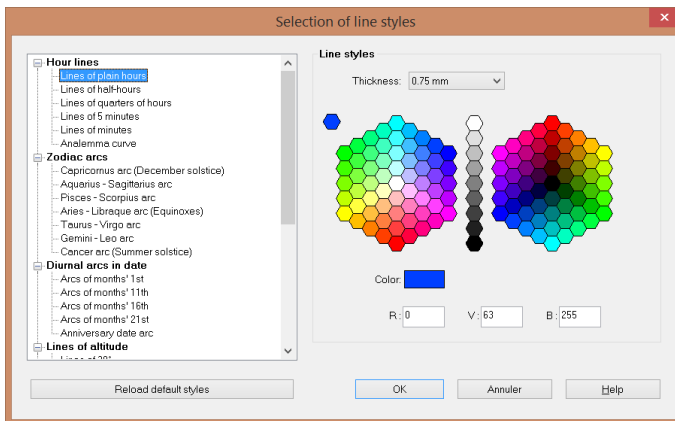 Selection of line styles
Hour lines
Lines of plain hours
Lines of half-hours
Lines of quarters of hours
Lines of 5 minutes
Lines of minutes
Analemma curve
Zodiac arcs
Capricornus arc (December solstice)
Aquarius - Sagittarius arc
Pisces - Scorpius arc
Aries - Libraque arc (Equinoxes)
Taurus - Virgo arc
Gemini - Leo arc
Cancer arc (Summer solstice)
Diurnal arcs in date
Arcs of months' 1st
Arcs of months' 11th
Arcs of months' 16th
Arcs of months' 21st
Anniversary date arc
Lines of altitude
Reload default styles
Line styles
Thickness: 0.75 mm
Color:
R: 0 V: 63 B: 255
OK Annuler Help